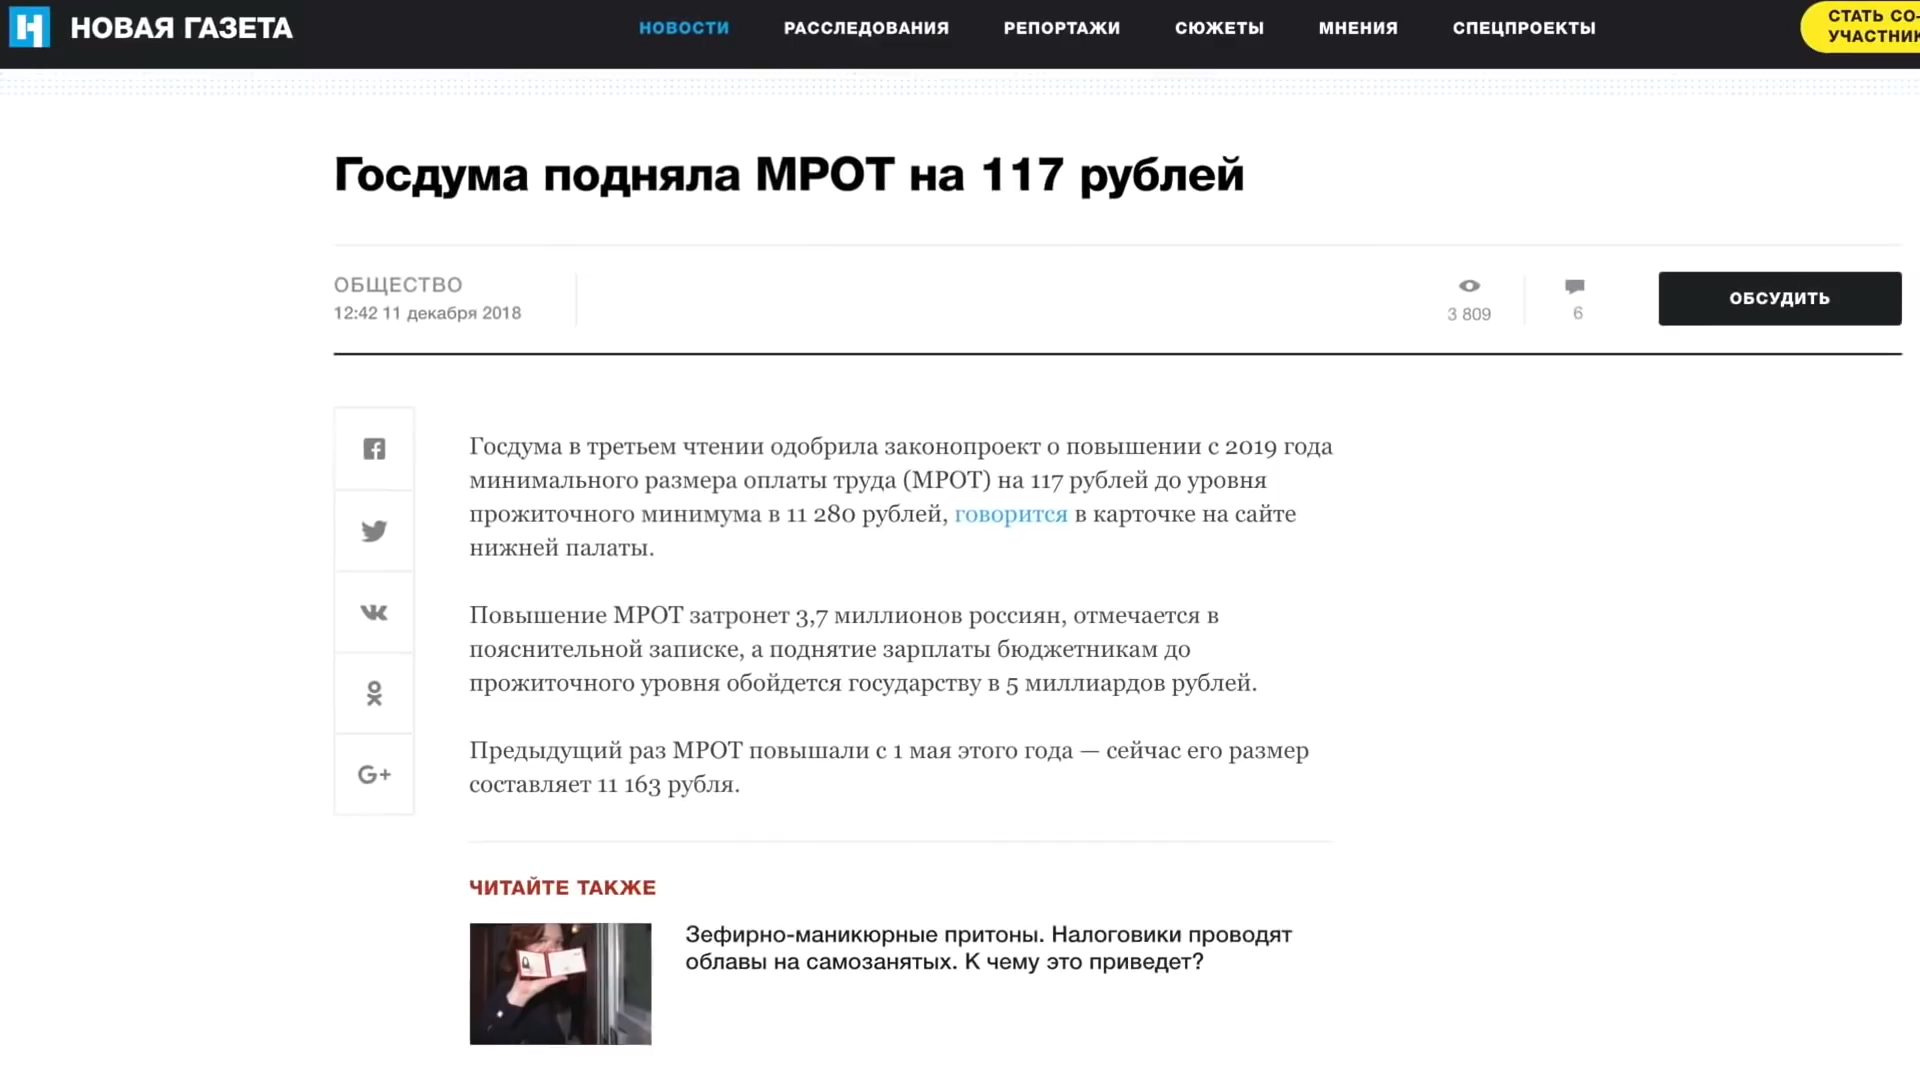 НОВАЯ ГАЗЕТА
НОВОСТИ
РАССЛЕДОВАНИЯ
РЕПОРТАЖИ
СЮЖЕТЫ
МНЕНИЯ
СПЕЦПРОЕКТЫ
СТАТЬ СО-
УЧАСТНИК
Госдума подняла МРОТ на 117 рублей
ОБЩЕСТВО
12:42 11 декабря 2018
3 809
6
ОБСУДИТЬ
Госдума в третьем чтении одобрила законопроект о повышении с 2019 года
минимального размера оплаты труда (МРОТ) на 117 рублей до уровня
прожиточного минимума в 11 280 рублей, говорится в карточке на сайте
нижней палаты.
Повышение МРОТ затронет 3,7 миллионов россиян, отмечается в
пояснительной записке, а поднятие зарплаты бюджетникам до
прожиточного уровня обойдется государству в 5 миллиардов рублей.
Предыдущий раз МРОТ повышали с 1 мая этого года — сейчас его размер
составляет 11 163 рубля.
G+
ЧИТАЙТЕ ТАКЖЕ
Зефирно-маникюрные притоны. Налоговики проводят
облавы на самозанятых. К чему это приведет?